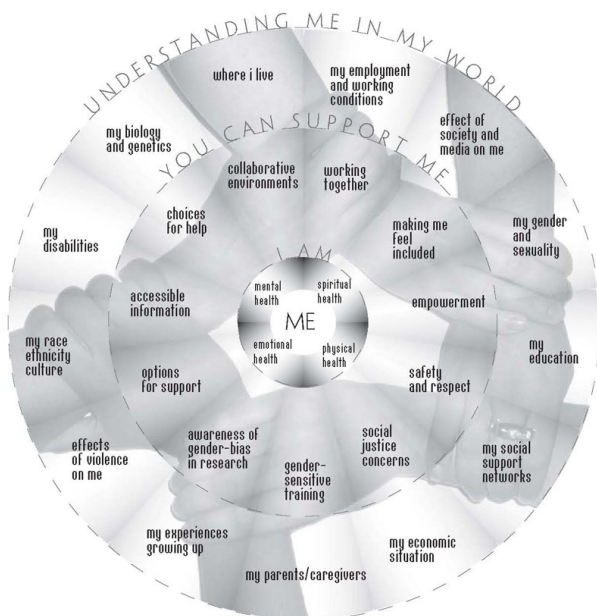 UNDERSTANDING ME IN MY WORLD
where i live
my employment
and working
conditions
effect of
society and
media on me
my gender
and
sexuality
my
education
my social
support
networks
my economic
situation
my parents/caregivers
my experiences
growing up
effects
of violence
on me
my race
ethnicity
culture
my
disabilities
my biology
and genetics
YOU CAN SUPPORT ME
collaborative
environments
working
together
making me
feel
included
empowerment
safety
and respect
social
justice
concerns
gender-
sensitive
training
awareness of
gender-bias
in research
options
for support
accessible
information
choices
for help
I AM
mental
health
spiritual
health
physical
health
emotional
health
ME